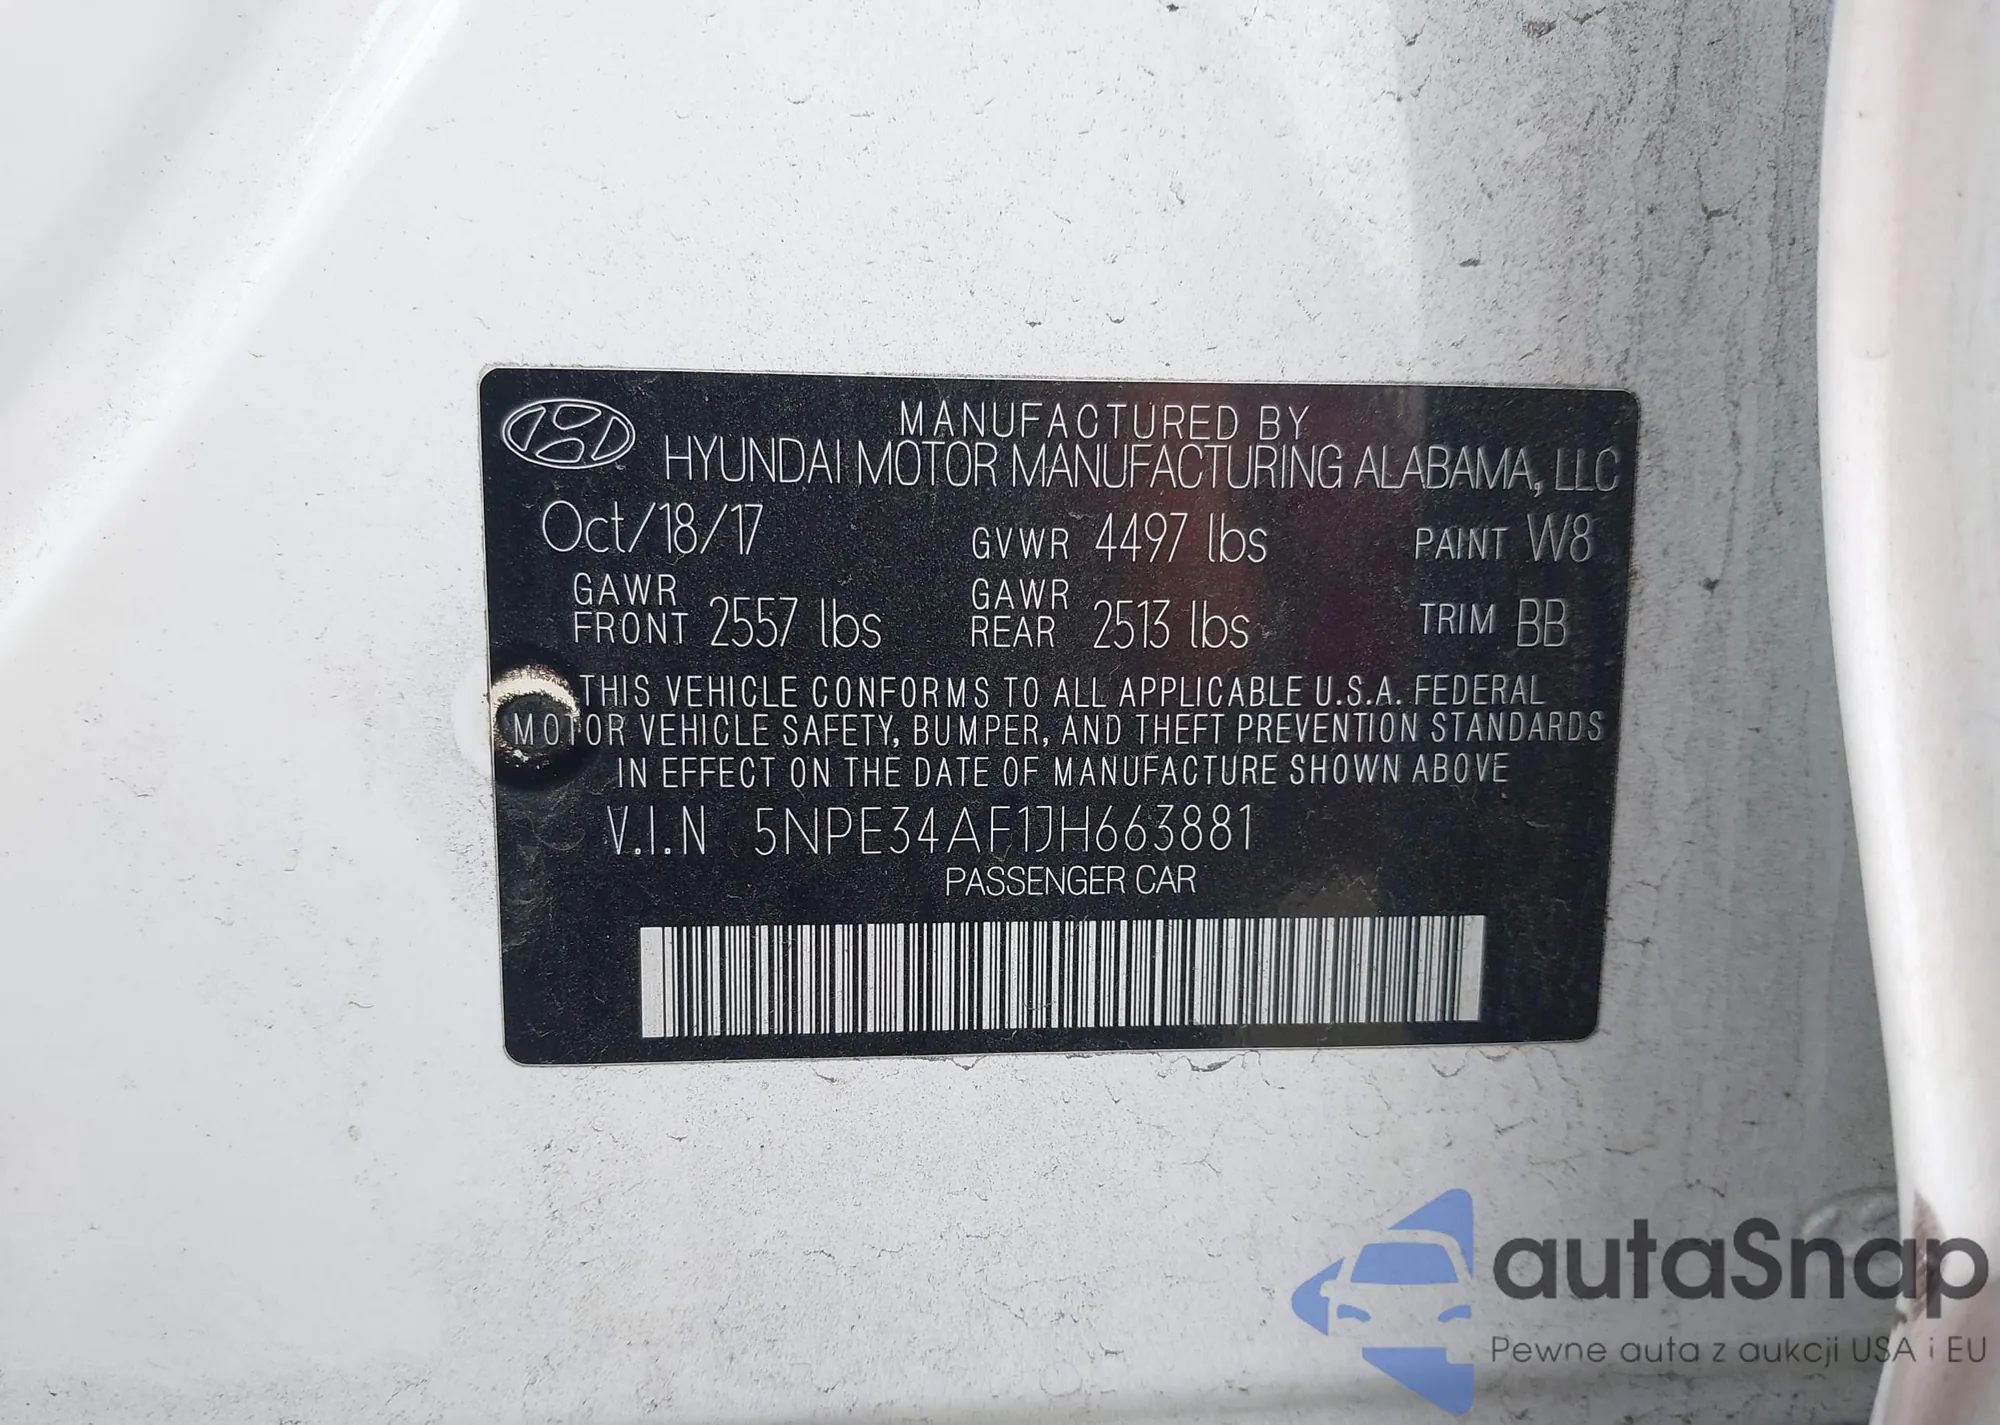 MANUFACTURED BY
HYUNDAI MOTOR MANUFACTURING ALABAMA, LLC
Oct/18/17 GVWR 4497 lbs PAINT W8
GAWR FRONT 2557 lbs GAWR REAR 2513 lbs TRIM BB
THIS VEHICLE CONFORMS TO ALL APPLICABLE U.S.A. FEDERAL
MOTOR VEHICLE SAFETY, BUMPER, AND THEFT PREVENTION STANDARDS
IN EFFECT ON THE DATE OF MANUFACTURE SHOWN ABOVE
V.I.N 5NPE34AF1JH663881
PASSENGER CAR
autaSnap
Pewne auta z aukcji USA i EU